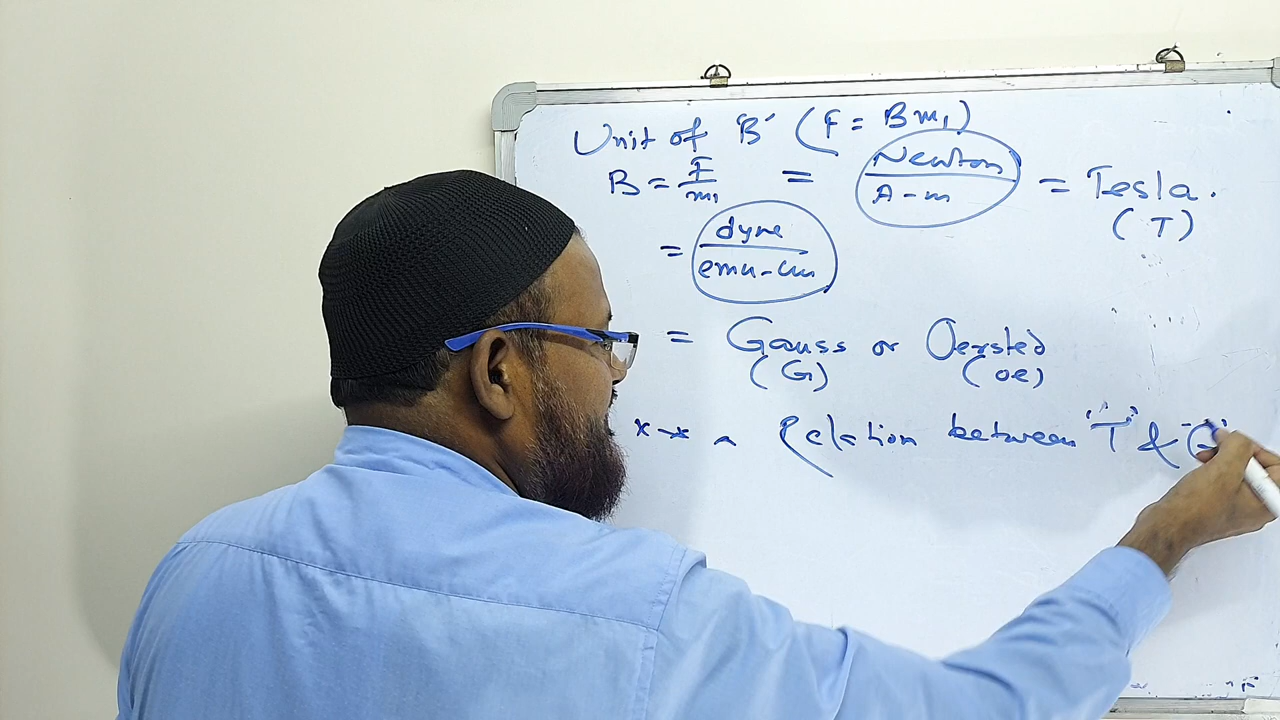 Unit of 'B' (F = Bm₁)
B = F/m₁ = Newton/A-m = Tesla.
(T)
= dyne/emu-cm
= Gauss or Oersted
(G) (oe)
x → x Relation between "T" & "G"